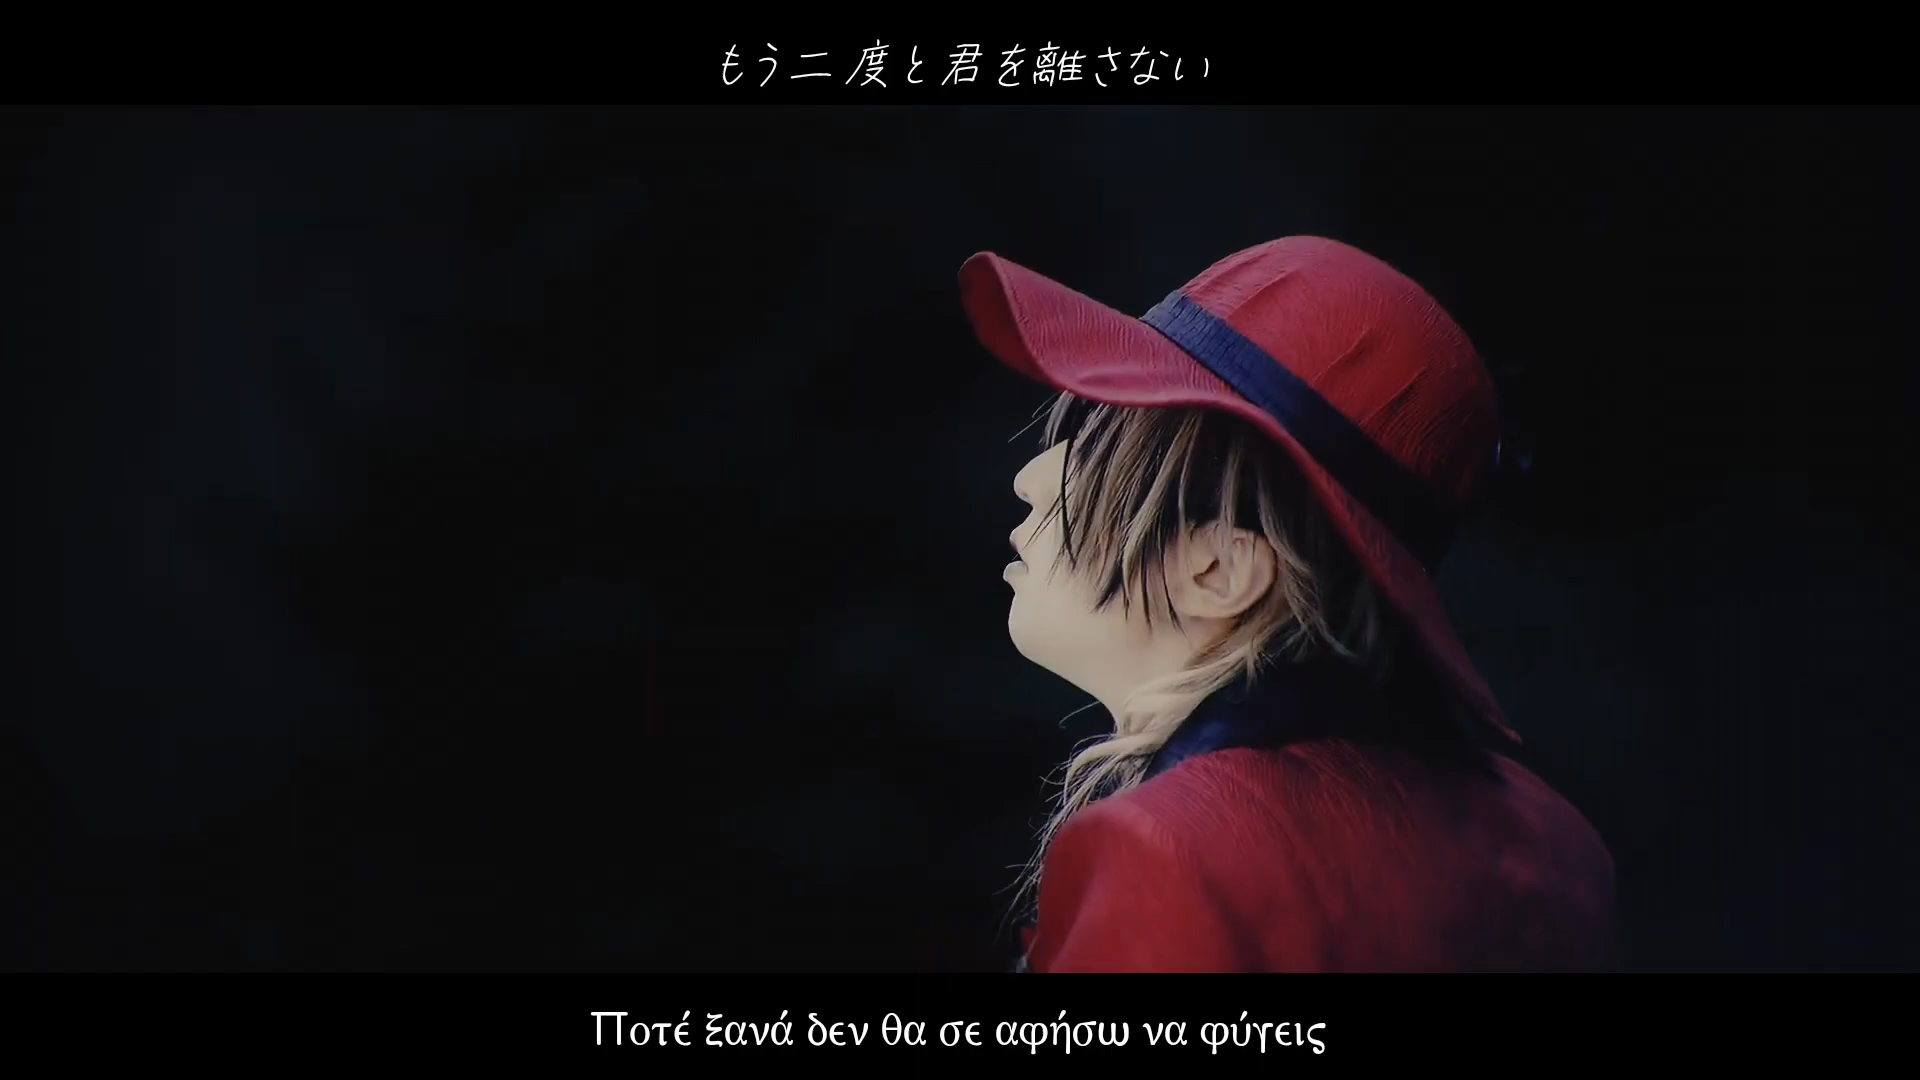 もう二度と君を離さない
Ποτέ ξανά δεν θα σε αφήσω να φύγεις